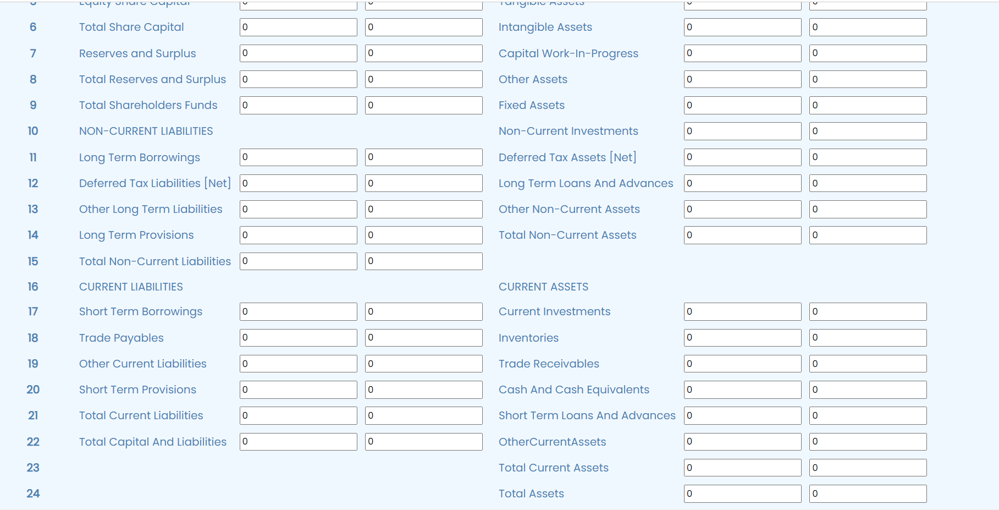 5 Equity Share Capital 0 0 Tangible Assets 0 0
6 Total Share Capital 0 0 Intangible Assets 0 0
7 Reserves and Surplus 0 0 Capital Work-In-Progress 0 0
8 Total Reserves and Surplus 0 0 Other Assets 0 0
9 Total Shareholders Funds 0 0 Fixed Assets 0 0
10 NON-CURRENT LIABILITIES Non-Current Investments 0 0
11 Long Term Borrowings 0 0 Deferred Tax Assets [Net] 0 0
12 Deferred Tax Liabilities [Net] 0 0 Long Term Loans And Advances 0 0
13 Other Long Term Liabilities 0 0 Other Non-Current Assets 0 0
14 Long Term Provisions 0 0 Total Non-Current Assets 0 0
15 Total Non-Current Liabilities 0 0
16 CURRENT LIABILITIES CURRENT ASSETS
17 Short Term Borrowings 0 0 Current Investments 0 0
18 Trade Payables 0 0 Inventories 0 0
19 Other Current Liabilities 0 0 Trade Receivables 0 0
20 Short Term Provisions 0 0 Cash And Cash Equivalents 0 0
21 Total Current Liabilities 0 0 Short Term Loans And Advances 0 0
22 Total Capital And Liabilities 0 0 OtherCurrentAssets 0 0
23 Total Current Assets 0 0
24 Total Assets 0 0